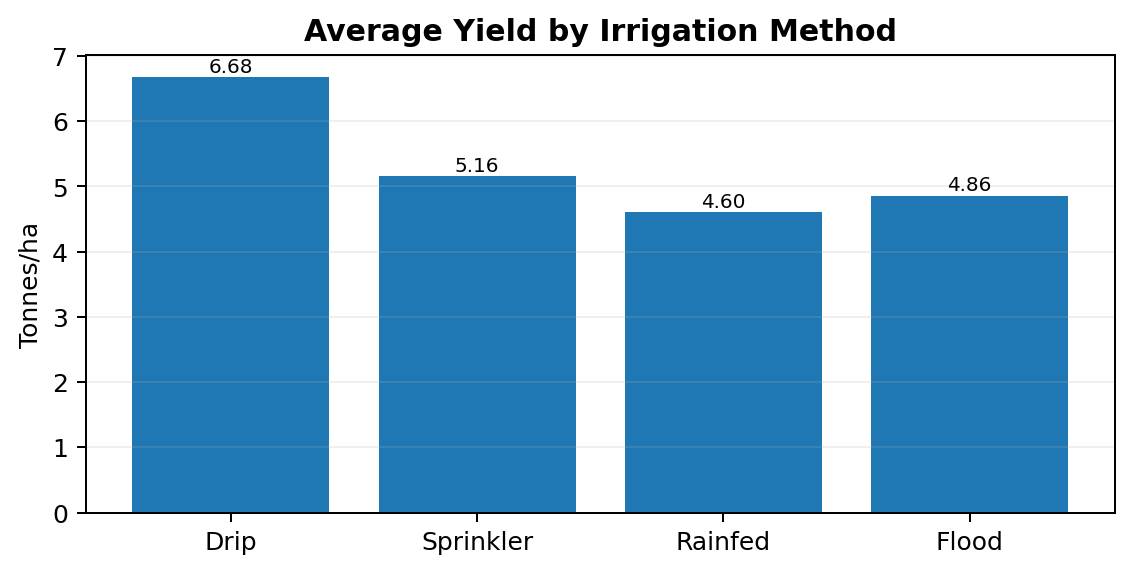 Average Yield by Irrigation Method
Tonnes/ha
7
6
5
4
3
2
1
0
6.68
5.16
4.60
4.86
Drip
Sprinkler
Rainfed
Flood